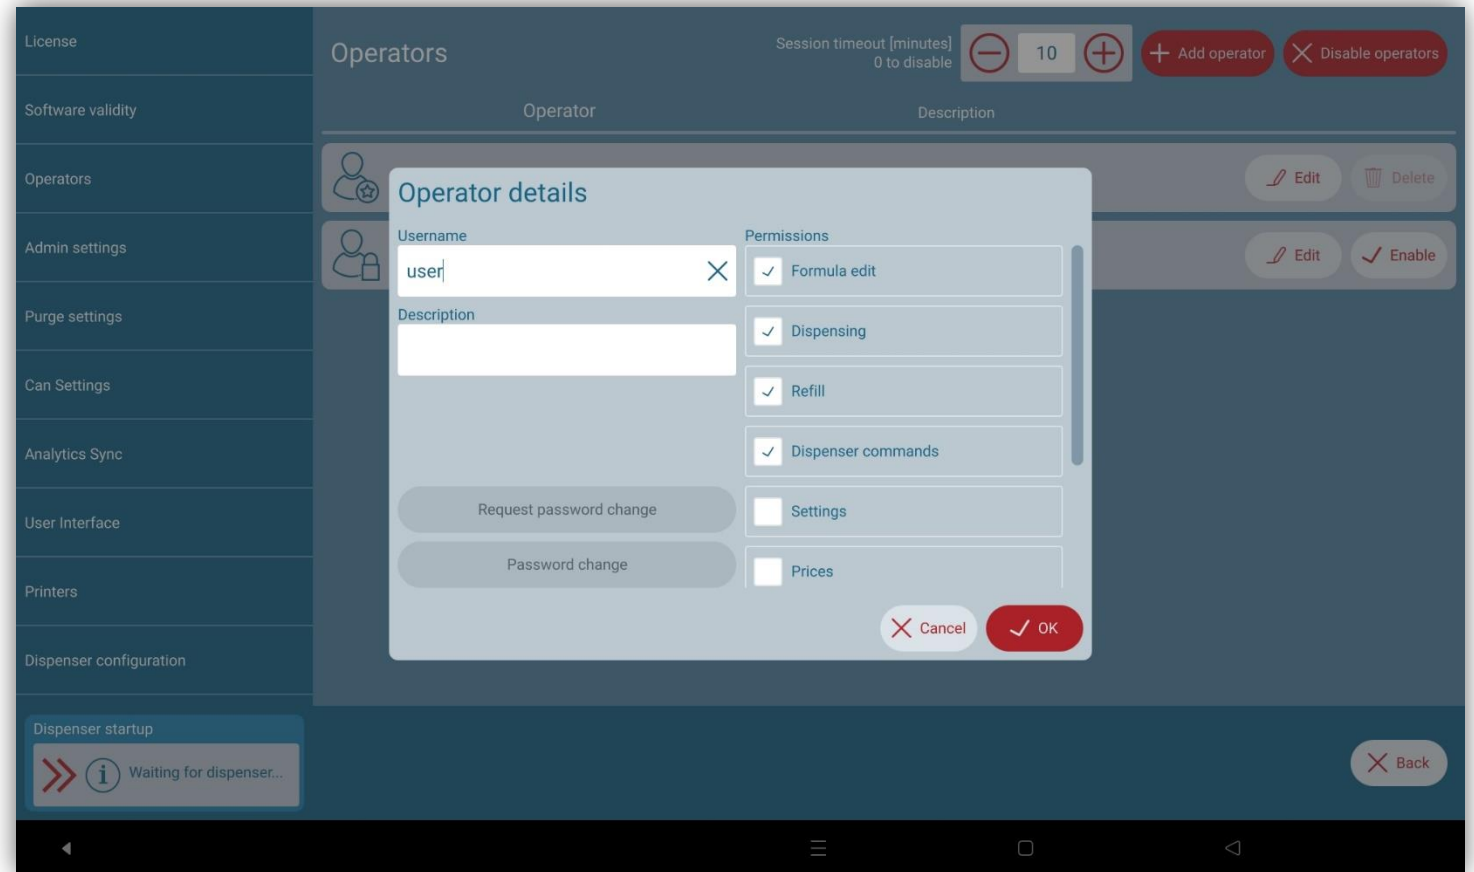 License
Software validity
Operators
Admin settings
Purge settings
Can Settings
Analytics Sync
User Interface
Printers
Dispenser configuration
Dispenser startup
Waiting for dispenser...
Operators
Session timeout [minutes]
0 to disable
10
Add operator
Disable operators
Operator
Description
Edit
Delete
Edit
Enable
Operator details
Username
user
Description
Request password change
Password change
Permissions
Formula edit
Dispensing
Refill
Dispenser commands
Settings
Prices
Cancel
OK
Back